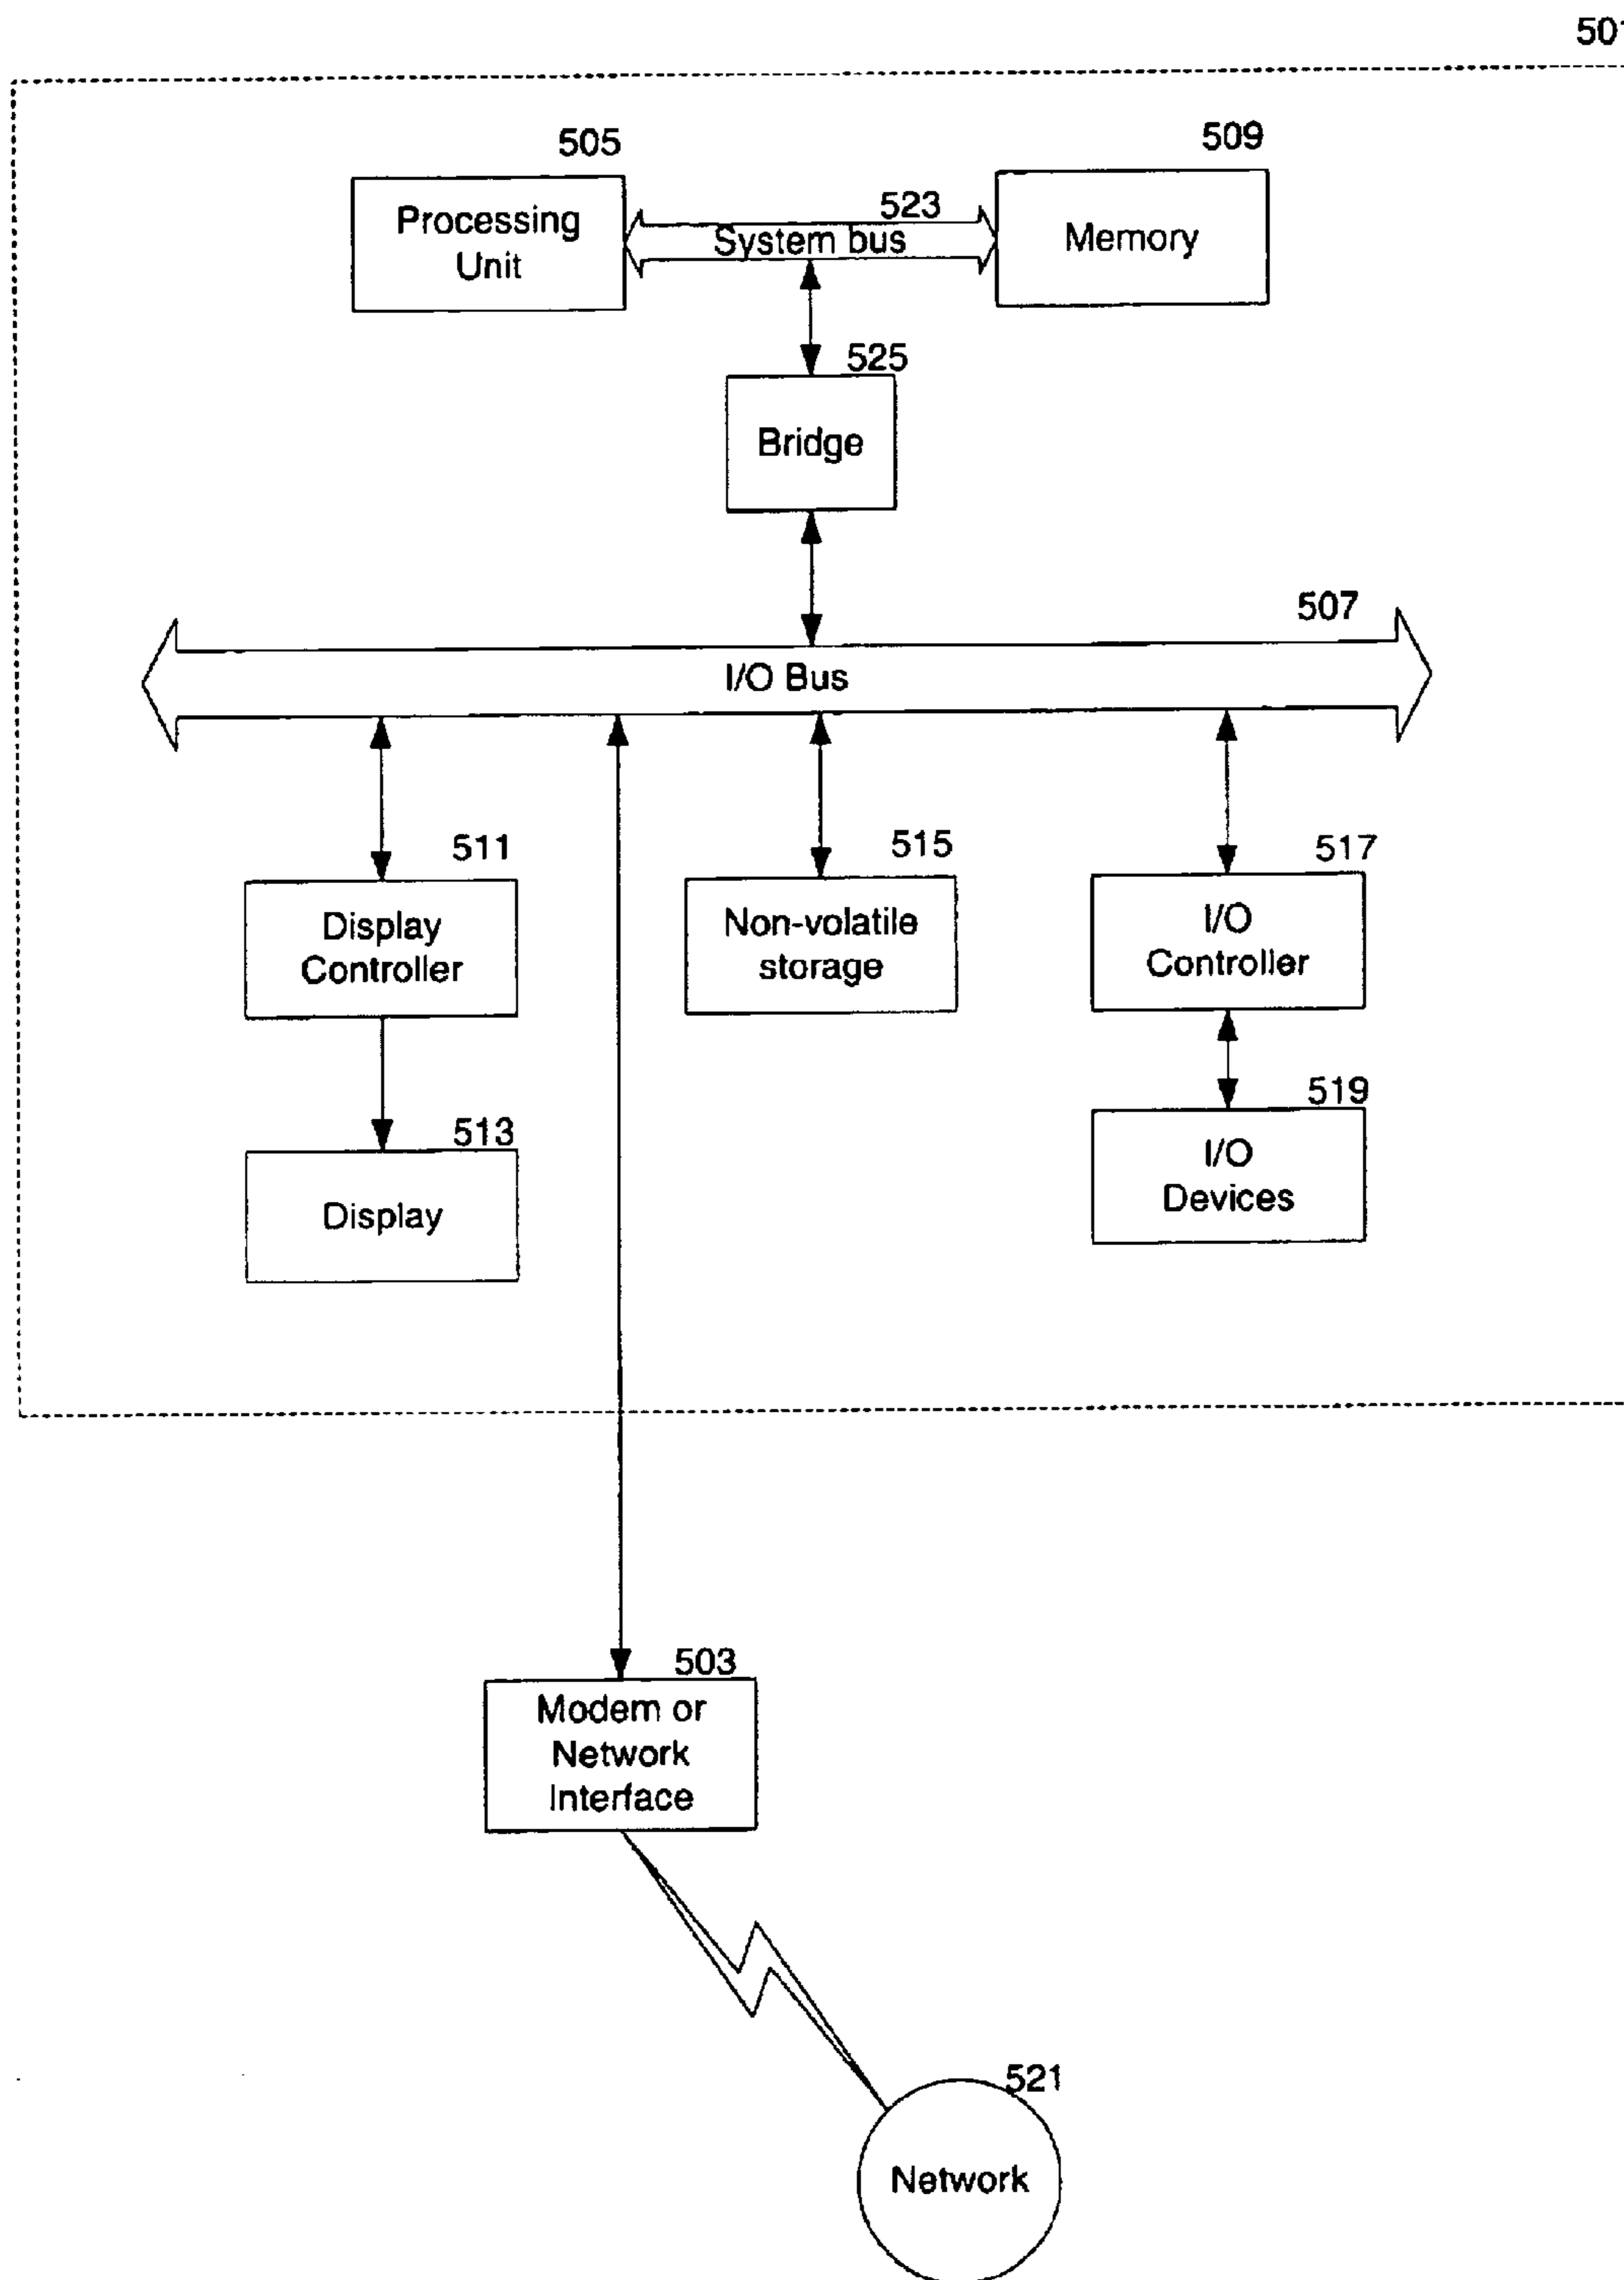 501
505
509
Processing
Unit
523
System bus
Memory
525
Bridge
507
I/O Bus
511
515
517
Display
Controller
Non-volatile
storage
I/O
Controller
513
519
Display
I/O
Devices
503
Modem or
Network
Interface
521
Network